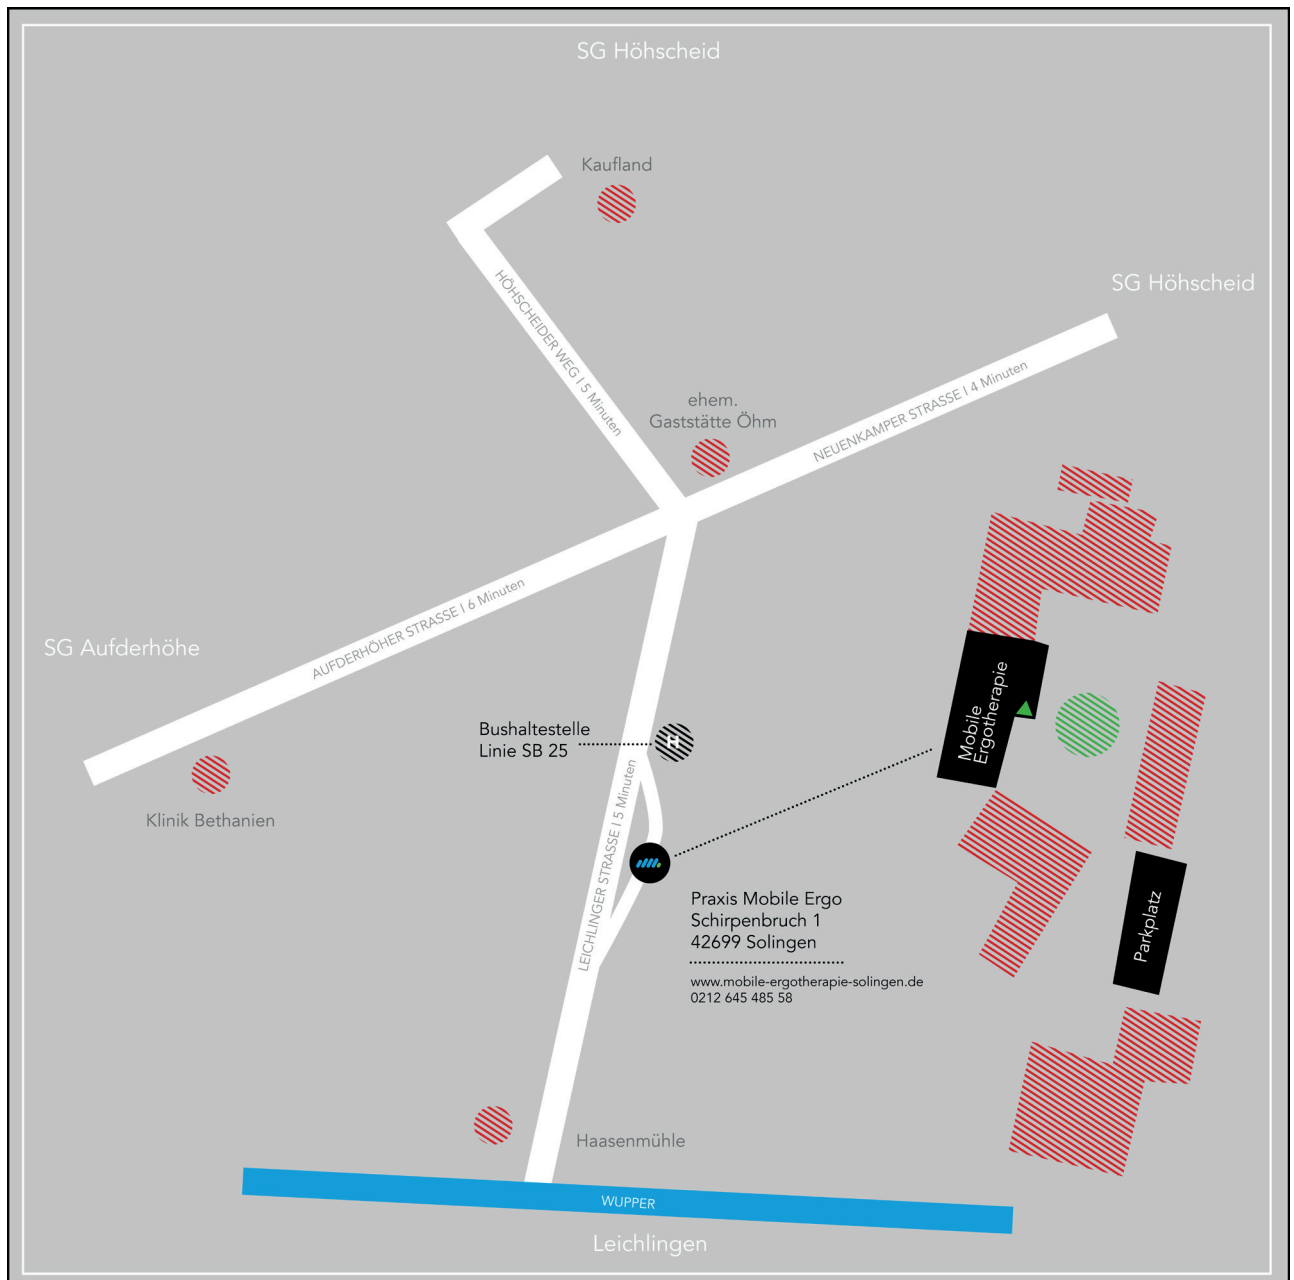 SG Höhscheid
Kaufland
SG Höhscheid
HÖHSCHEIDER WEG I 5 Minuten
ehem.
Gaststätte Öhm
NEUENKAMPER STRASSE I 4 Minuten
AUFDERHÖHER STRASSE I 6 Minuten
SG Aufderhöhe
Mobile
Ergotherapie
Bushaltestelle
Linie SB 25
H
Klinik Bethanien
LEICHLINGER STRASSE I 5 Minuten
Praxis Mobile Ergo
Schirpenbruch 1
42699 Solingen
www.mobile-ergotherapie-solingen.de
0212 645 485 58
Parkplatz
Haasenmühle
WUPPER
Leichlingen